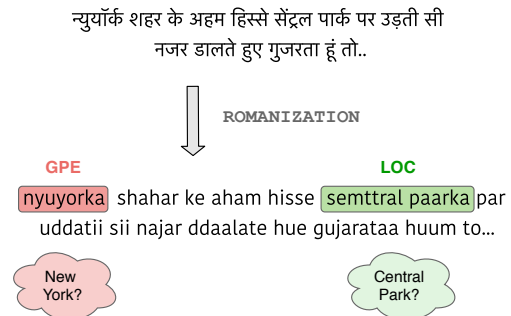 न्युयॉर्क शहर के अहम हिस्से सेंट्रल पार्क पर उड़ती सी
नजर डालते हुए गुजरता हूं तो..
ROMANIZATION
GPE LOC
nyuyorka shahar ke aham hisse semttral paarka par
uddatii sii najar ddaalate hue gujarataa huum to...
New Central
York? Park?